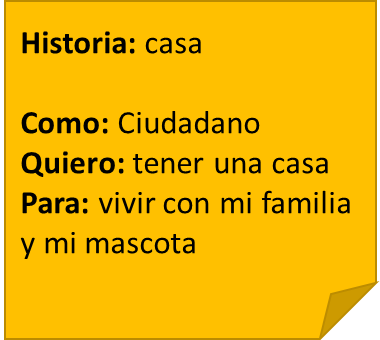 Historia: casa
Como: Ciudadano
Quiero: tener una casa
Para: vivir con mi familia
y mi mascota